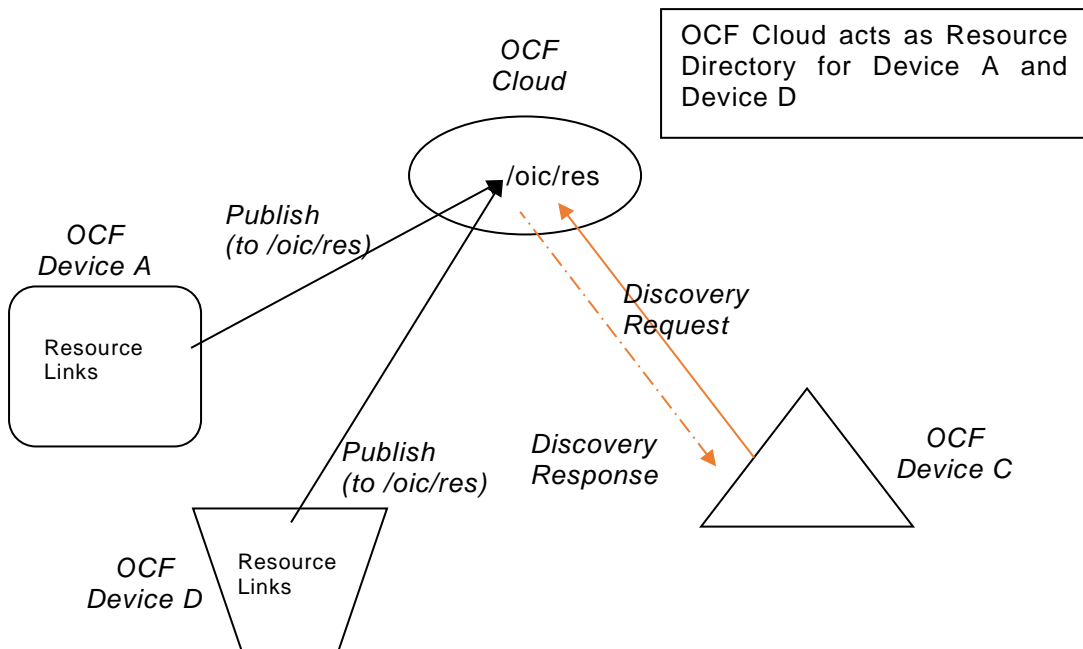 OCF
Cloud
OCF Cloud acts as Resource
Directory for Device A and
Device D
/oic/res
Publish
(to /oic/res)
OCF
Device A
Resource
Links
Discovery
Request
Publish
(to /oic/res)
Discovery
Response
OCF
Device C
OCF
Device D
Resource
Links